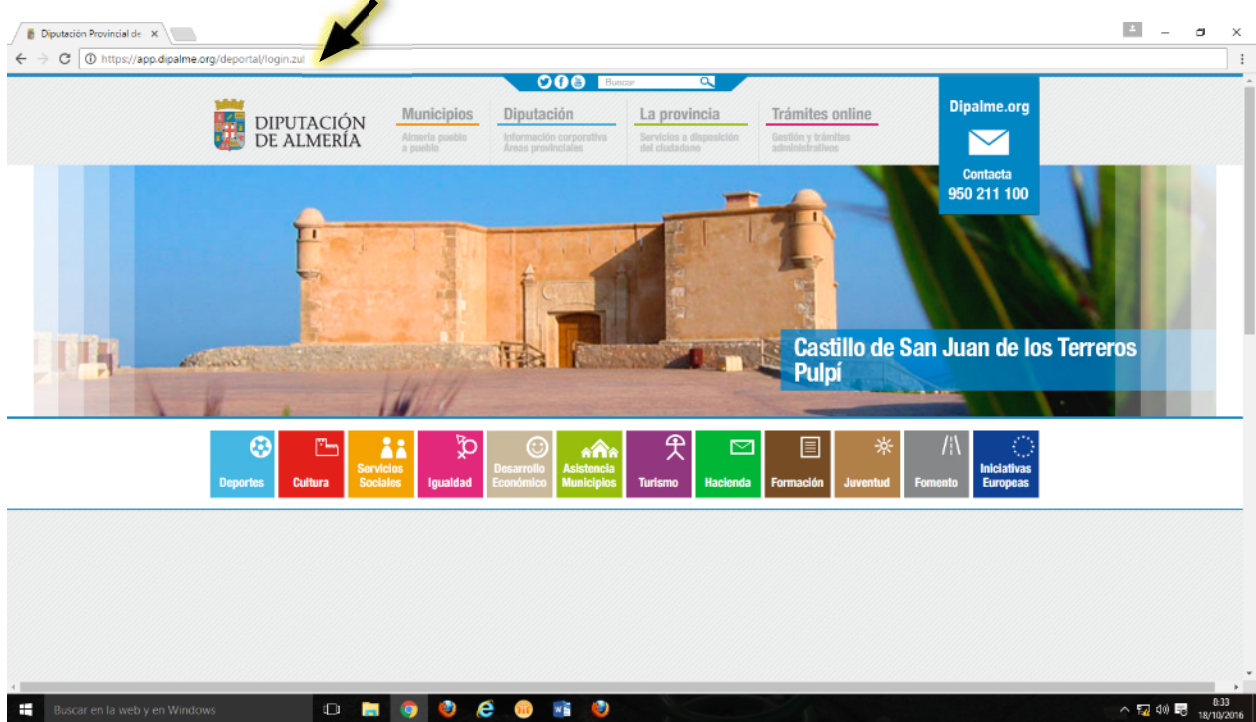 Diputación Provincial de
https://app.dipalme.org/deportal/login.zul
Buscar
DIPUTACIÓN
DE ALMERÍA
Municipios
Almería pueblo
a pueblo
Diputación
Información corporativa
Áreas provinciales
La provincia
Servicios a disposición
del ciudadano
Trámites online
Gestión y trámites
administrativos
Dipalme.org
Contacta
950 211 100
Castillo de San Juan de los Terreros
Pulpí
Deportes
Cultura
Servicios
Sociales
Igualdad
Desarrollo
Económico
Asistencia
Municipios
Turismo
Hacienda
Formación
Juventud
Fomento
Iniciativas
Europeas
Buscar en la web y en Windows
8:33
18/10/2016